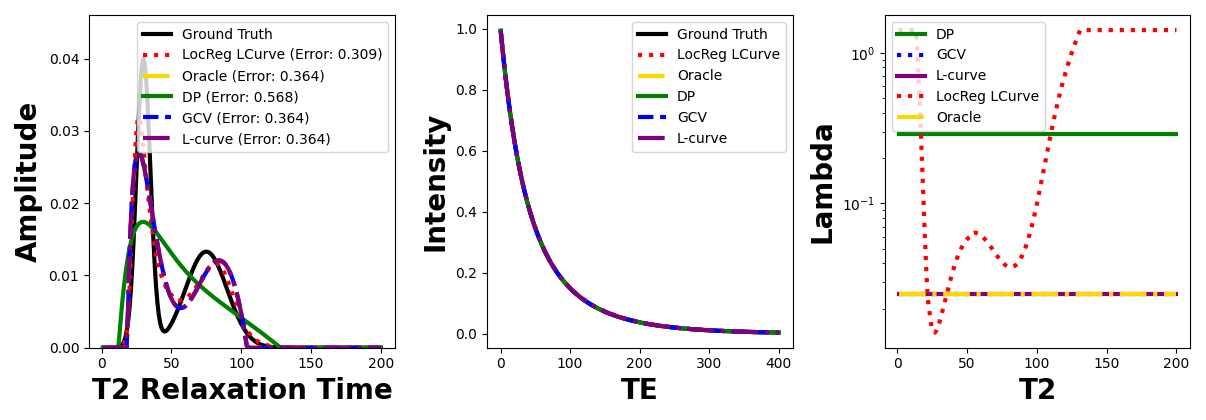 Amplitude
0.04
0.03
0.02
0.01
0.00
Ground Truth
LocReg LCurve (Error: 0.309)
Oracle (Error: 0.364)
DP (Error: 0.568)
GCV (Error: 0.364)
L-curve (Error: 0.364)
0 50 100 150 200
T2 Relaxation Time
Intensity
1.0
0.8
0.6
0.4
0.2
0.0
Ground Truth
LocReg LCurve
Oracle
DP
GCV
L-curve
0 100 200 300 400
TE
Lambda
10⁰
10⁻¹
DP
GCV
L-curve
LocReg LCurve
Oracle
0 50 100 150 200
T2